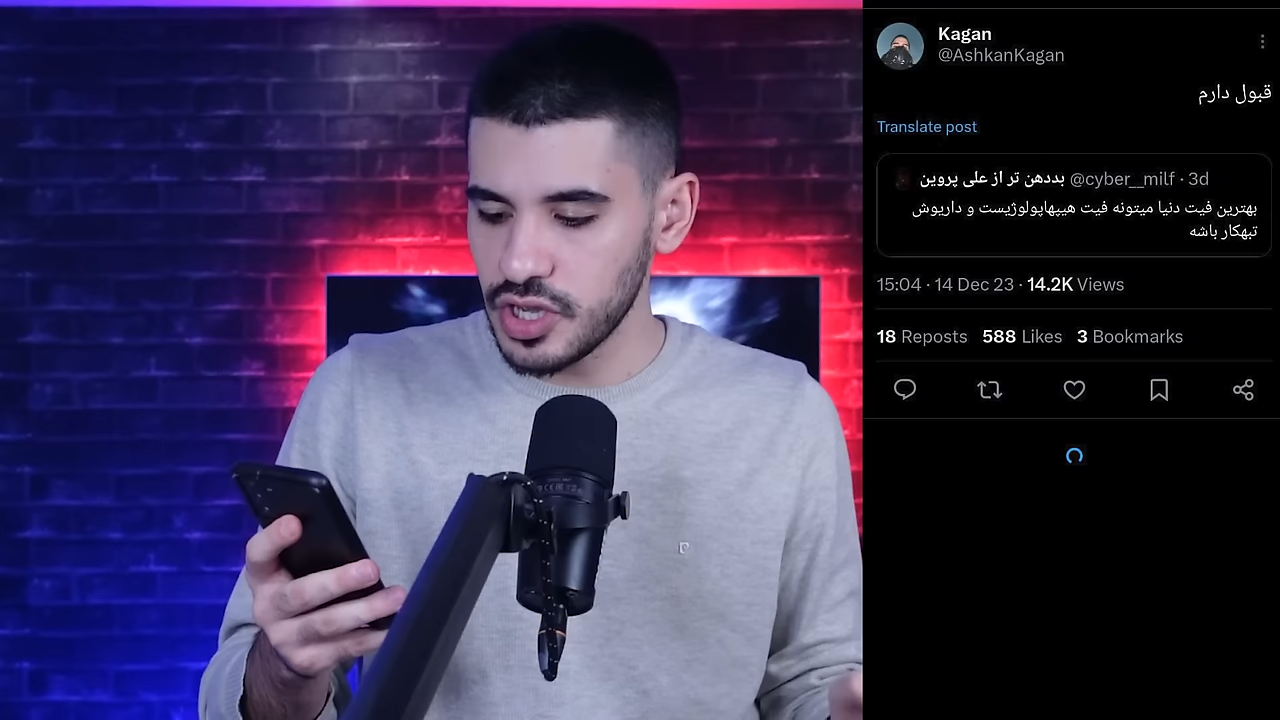 Kagan
@AshkanKagan
قبول دارم
Translate post
بددهن تر از علی پروین @cyber__milf · 3d
بهترین فیت دنیا میتونه فیت هیپهاپولوژیست و داریوش
تبهکار باشه
15:04 · 14 Dec 23 · 14.2K Views
18 Reposts 588 Likes 3 Bookmarks